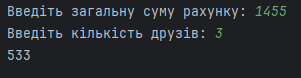 Введіть загальну суму рахунку: 1455
Введіть кількість друзів: 3
533